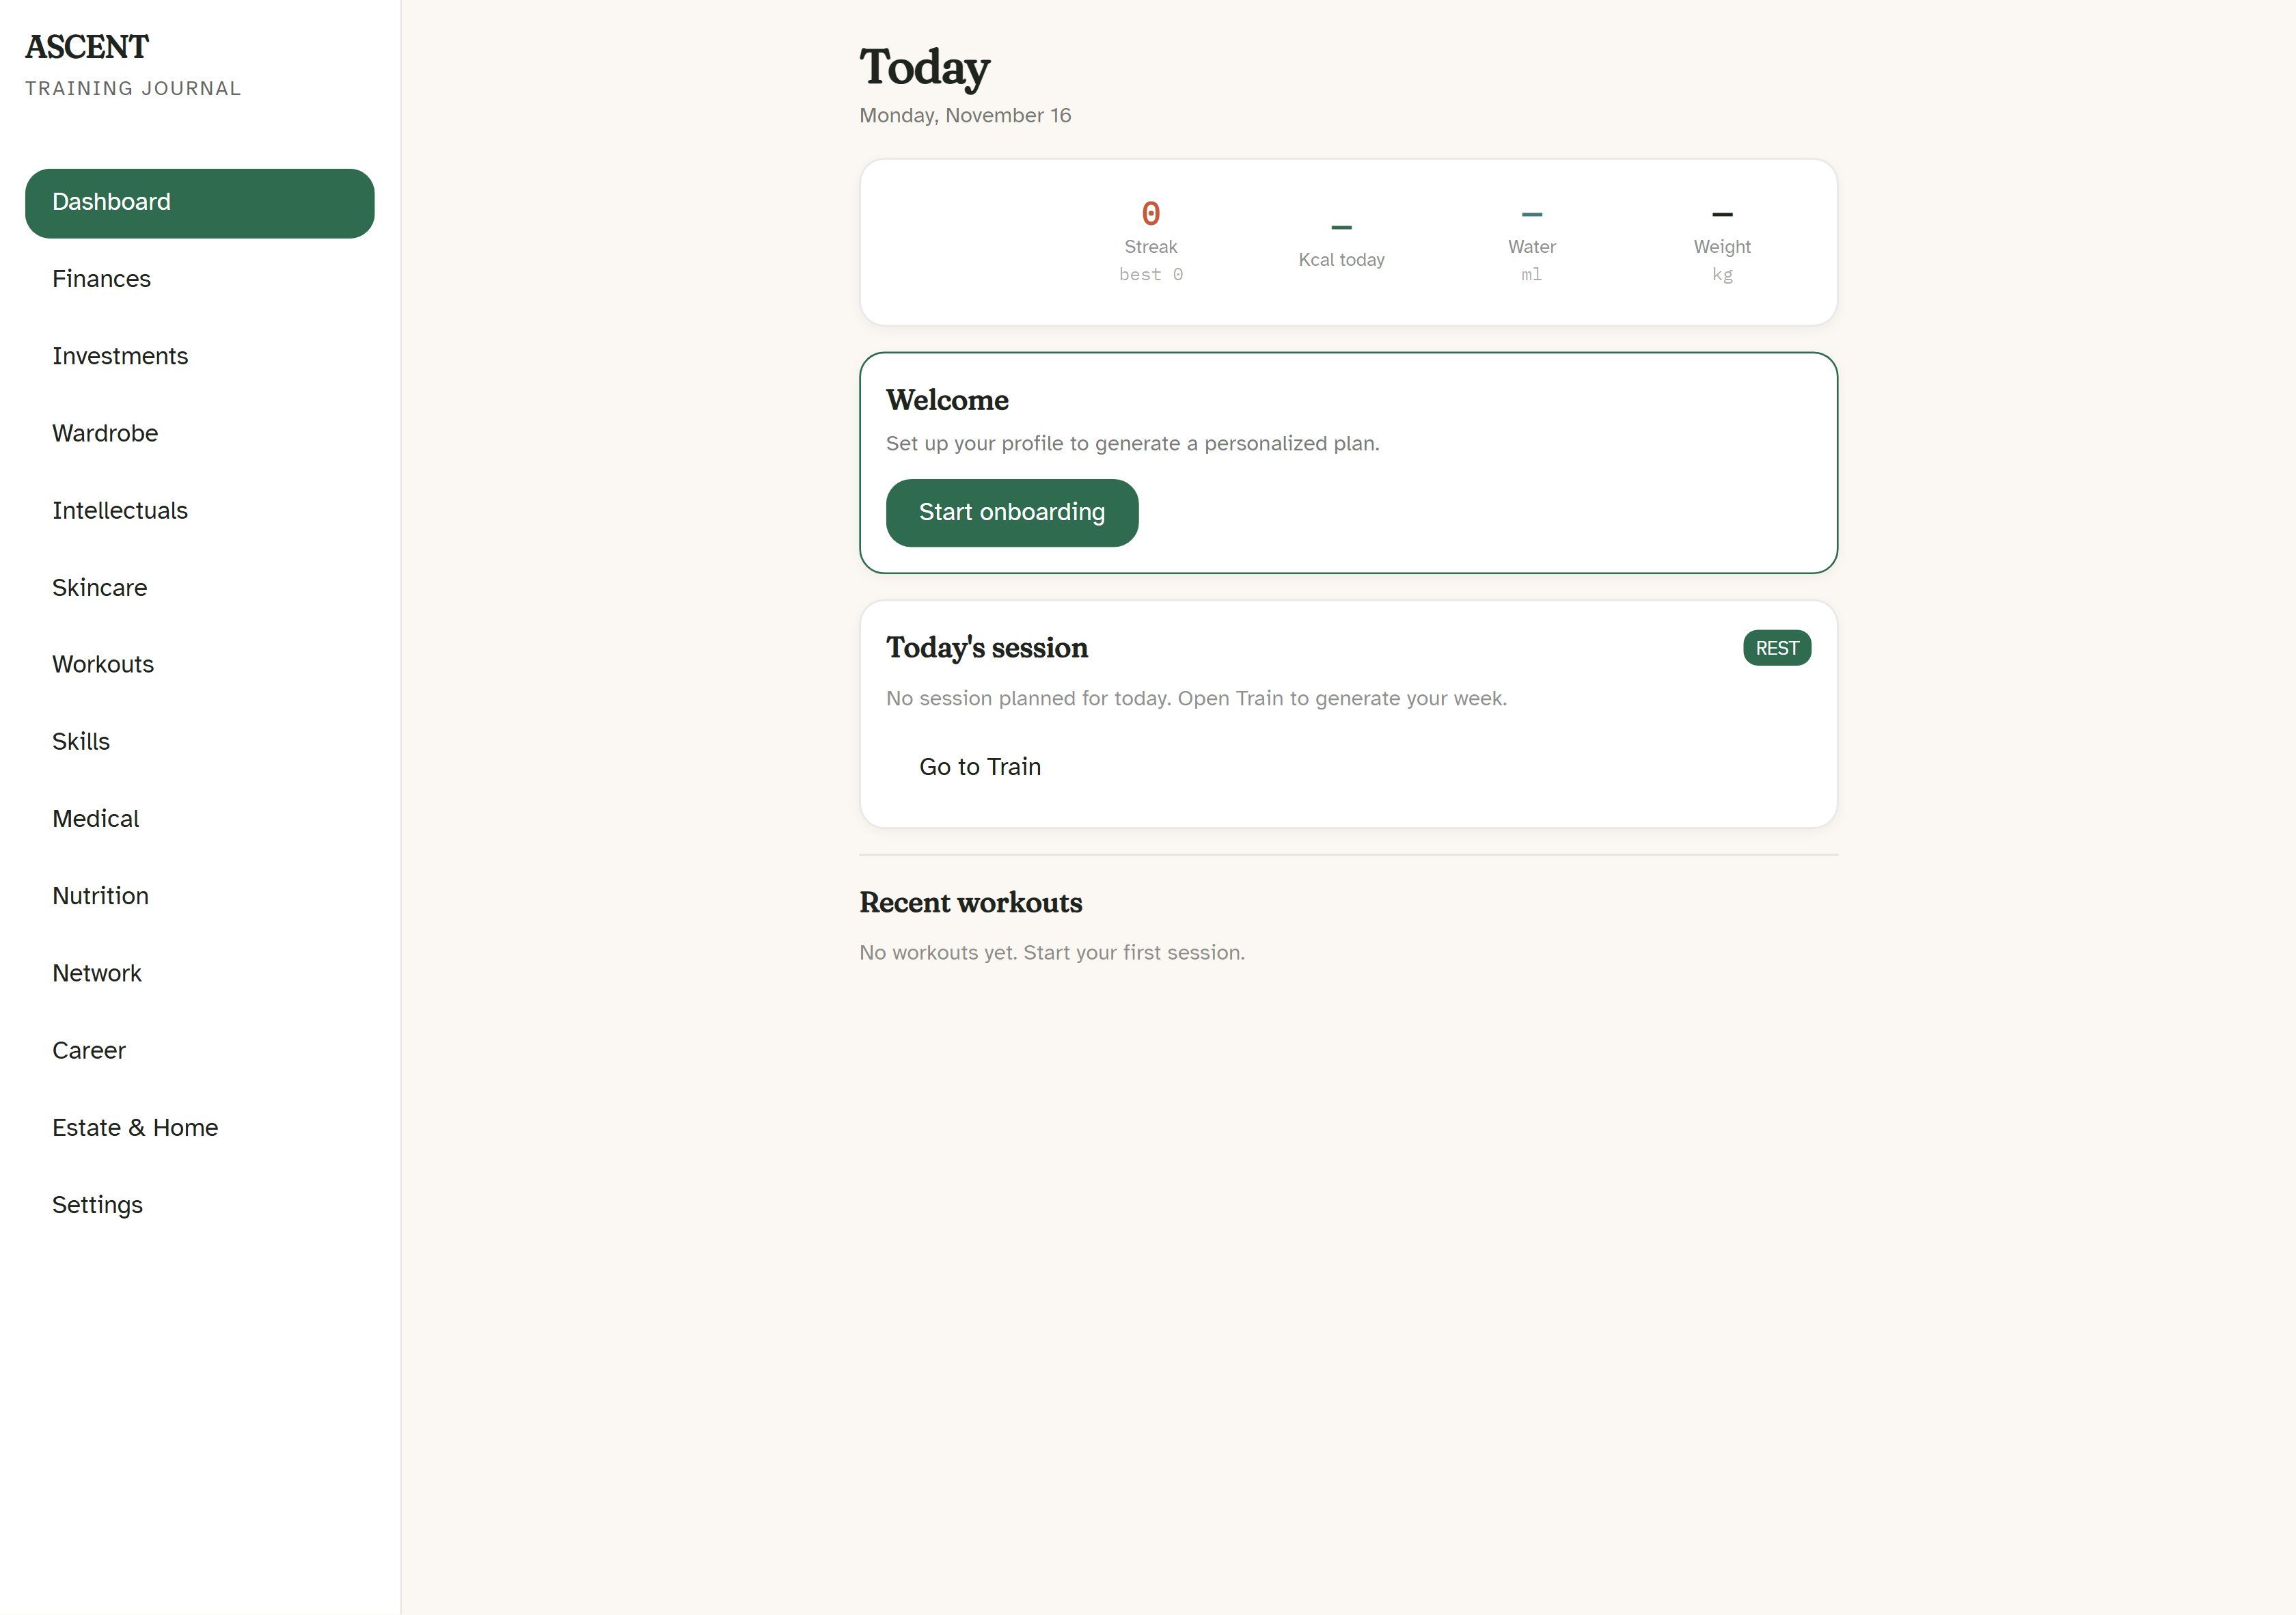 ASCENT
TRAINING JOURNAL
Dashboard
Finances
Investments
Wardrobe
Intellectuals
Skincare
Workouts
Skills
Medical
Nutrition
Network
Career
Estate & Home
Settings
Today
Monday, November 16
0
Streak
best 0
—
Kcal today
—
Water
ml
—
Weight
kg
Welcome
Set up your profile to generate a personalized plan.
Start onboarding
Today's session
REST
No session planned for today. Open Train to generate your week.
Go to Train
Recent workouts
No workouts yet. Start your first session.